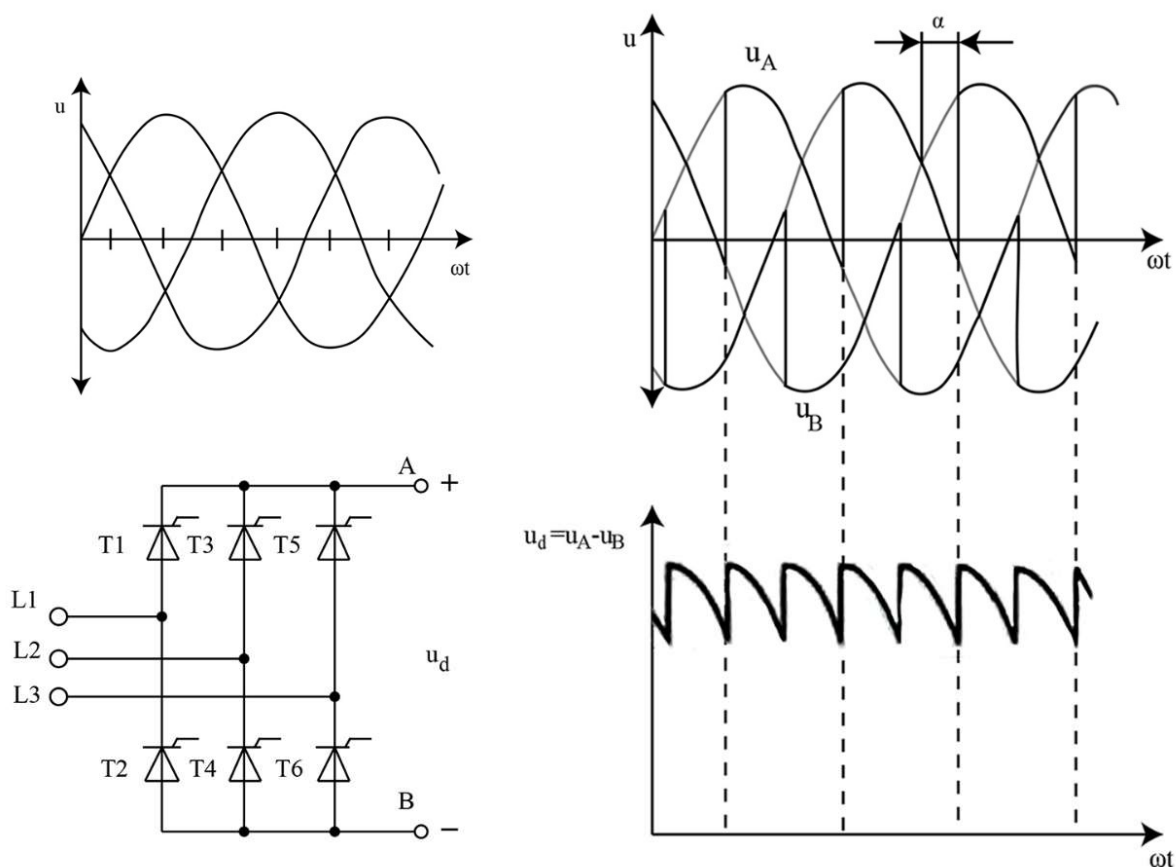 u
ωt
α
u
u_A
ωt
u_B
A
+
T1
T3
T5
L1
L2
L3
u_d
T2
T4
T6
B
−
u_d=u_A-u_B
ωt